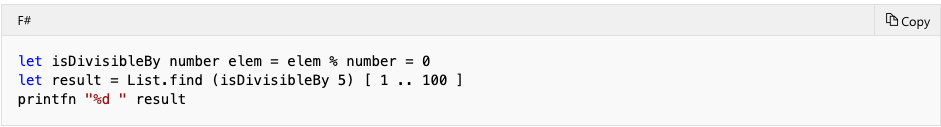 F#
Copy
let isDivisibleBy number elem = elem % number = 0
let result = List.find (isDivisibleBy 5) [ 1 .. 100 ]
printfn "%d " result